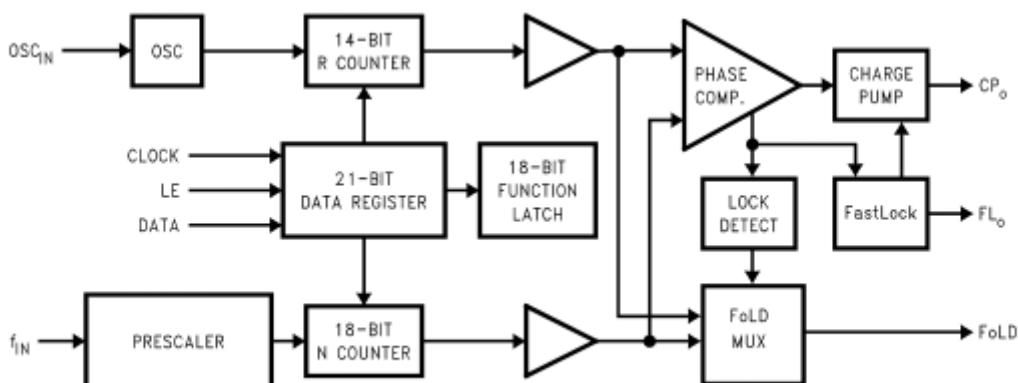 OSC_IN
OSC
14-BIT
R COUNTER
PHASE
COMP.
CHARGE
PUMP
CP_o
CLOCK
LE
DATA
21-BIT
DATA REGISTER
18-BIT
FUNCTION
LATCH
LOCK
DETECT
FastLock
FL_o
f_IN
PRESCALER
18-BIT
N COUNTER
FoLD
MUX
FoLD